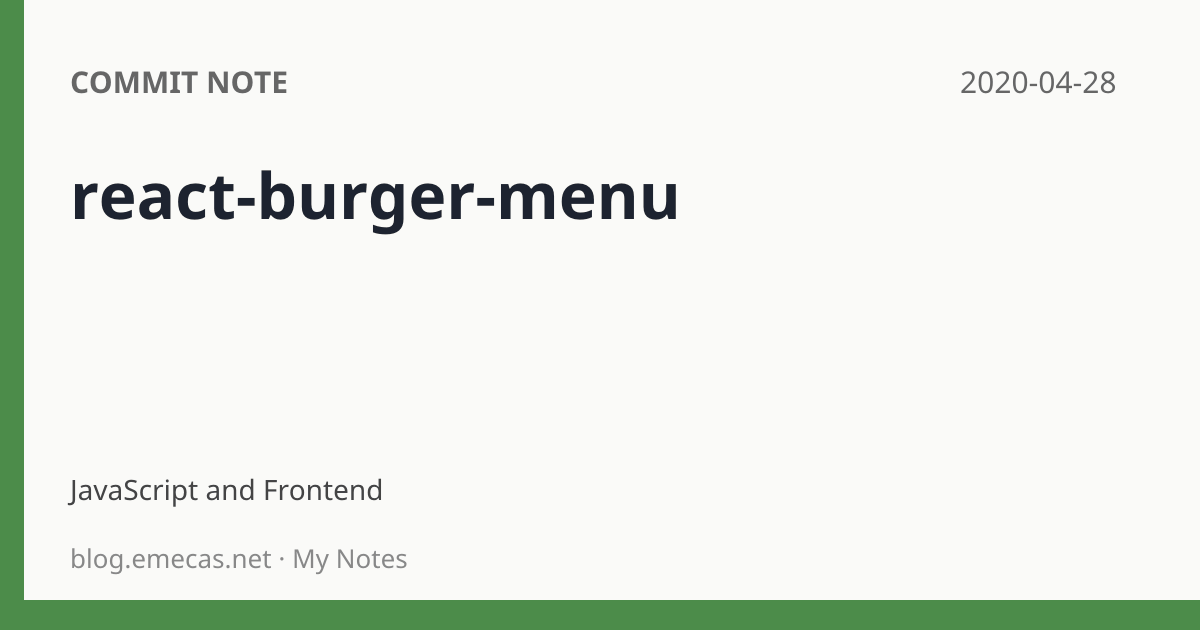 COMMIT NOTE
2020-04-28
react-burger-menu
JavaScript and Frontend
blog.emecas.net · My Notes